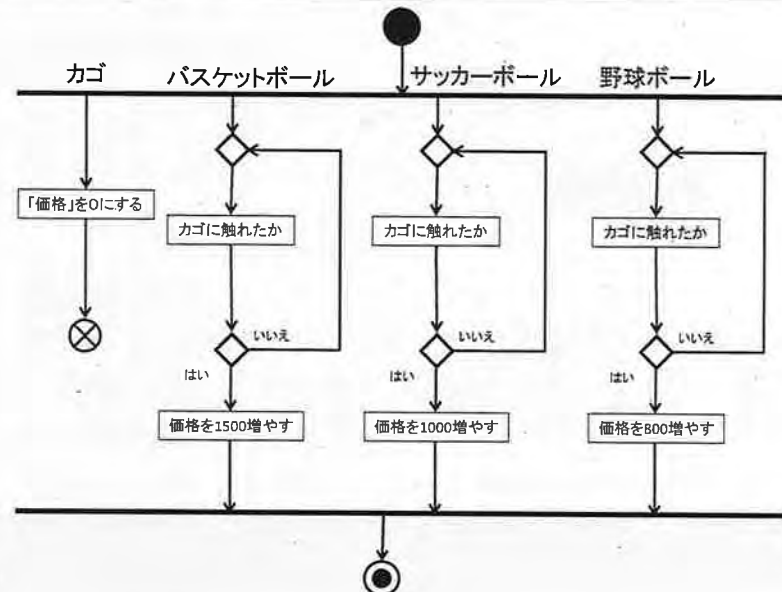 カゴ
バスケットボール
サッカーボール
野球ボール
「価格」を0にする
カゴに触れたか
カゴに触れたか
カゴに触れたか
いいえ
いいえ
いいえ
はい
はい
はい
価格を1500増やす
価格を1000増やす
価格を800増やす